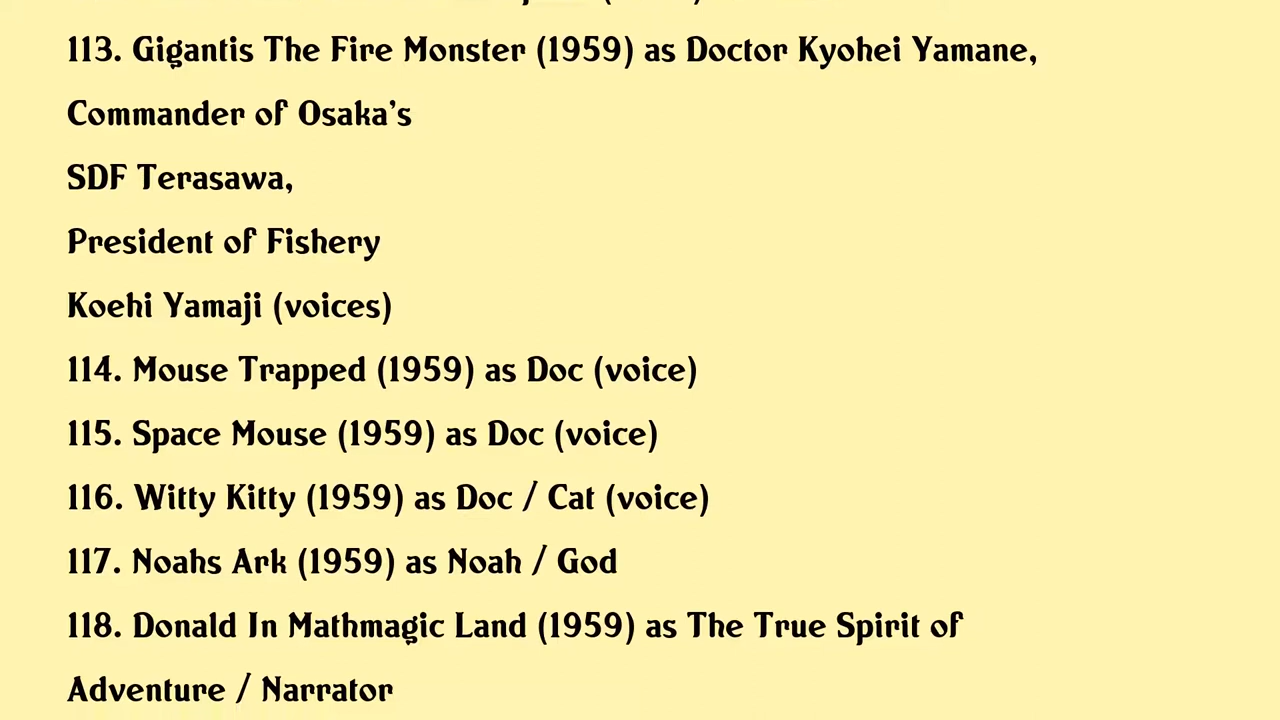 113. Gigantis The Fire Monster (1959) as Doctor Kyohei Yamane,
Commander of Osaka's
SDF Terasawa,
President of Fishery
Koehi Yamaji (voices)
114. Mouse Trapped (1959) as Doc (voice)
115. Space Mouse (1959) as Doc (voice)
116. Witty Kitty (1959) as Doc / Cat (voice)
117. Noahs Ark (1959) as Noah / God
118. Donald In Mathmagic Land (1959) as The True Spirit of
Adventure / Narrator